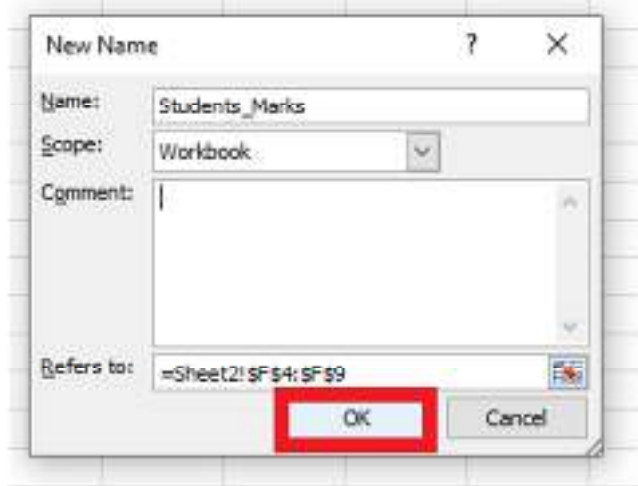 New Name ? ×
Name: Students_Marks
Scope: Workbook
Comment:
Refers to: =Sheet2!$F$4:$F$9
OK Cancel